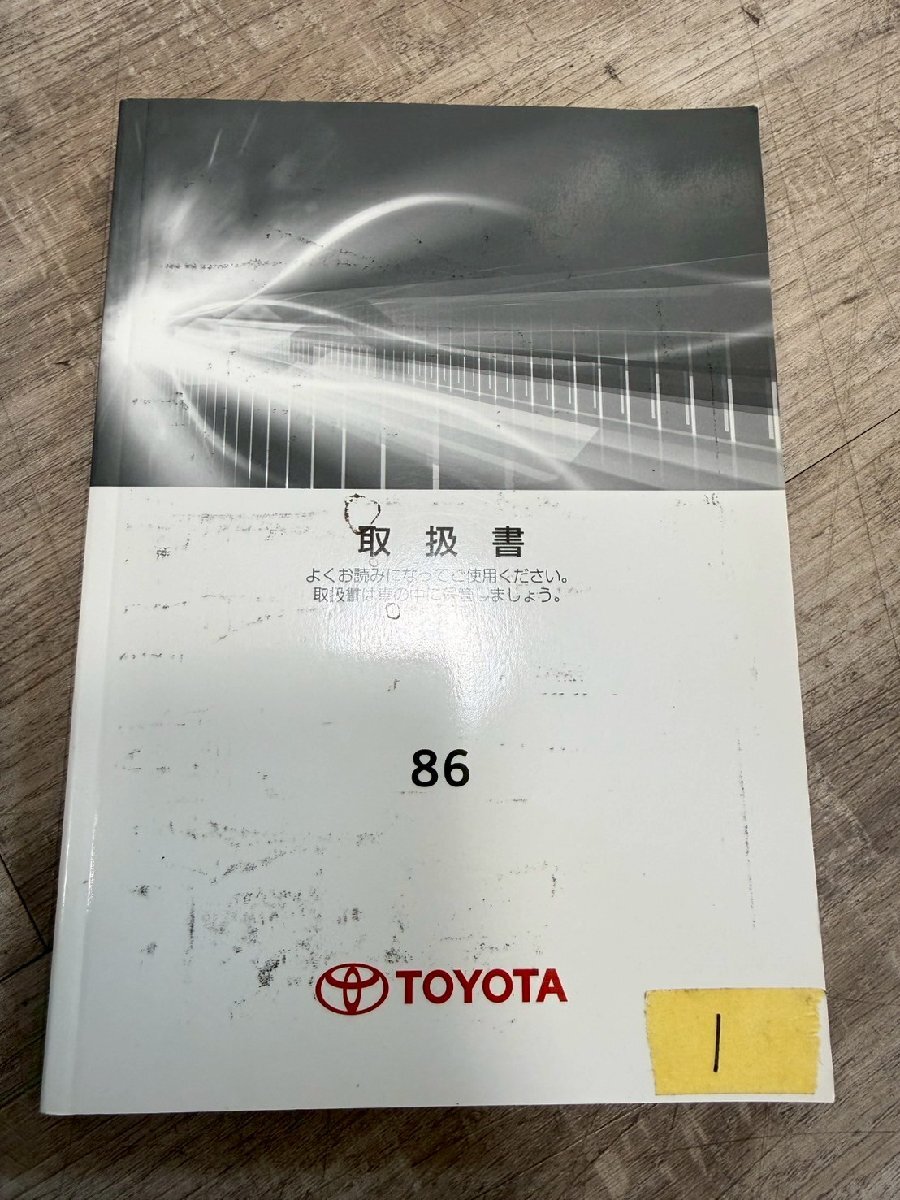 取扱書
よくお読みになってご使用ください。
取扱書は車の中に保管しましょう。
86
TOYOTA
1